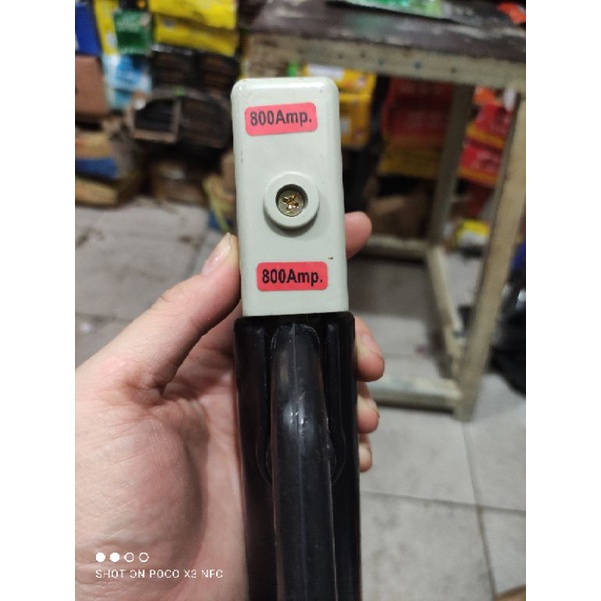 800Amp.
800Amp.
SHOT ON POCO X3 NFC